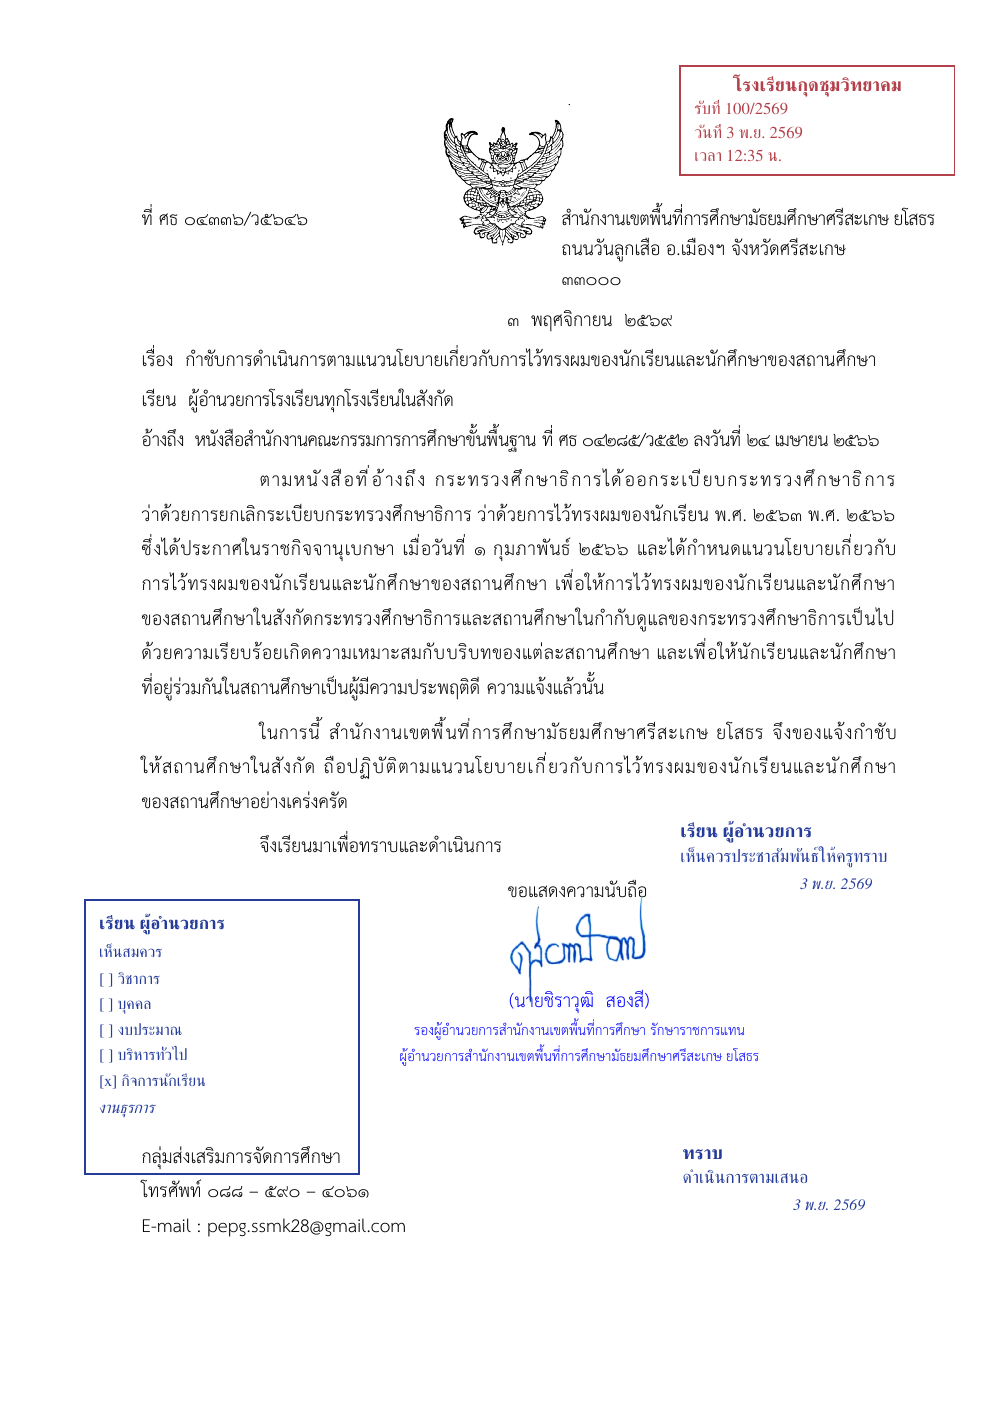 โรงเรียนกุดชุมวิทยาคม
รับที่ 100/2569
วันที่ 3 พ.ย. 2569
เวลา 12:35 น.
ที่ ศธ ๐๔๓๓๖/ว๕๖๔๖
สำนักงานเขตพื้นที่การศึกษามัธยมศึกษาศรีสะเกษ ยโสธร
ถนนวันลูกเสือ อ.เมืองฯ จังหวัดศรีสะเกษ
๓๓๐๐๐
๓ พฤศจิกายน ๒๕๖๙
เรื่อง กำชับการดำเนินการตามแนวนโยบายเกี่ยวกับการไว้ทรงผมของนักเรียนและนักศึกษาของสถานศึกษา
เรียน ผู้อำนวยการโรงเรียนทุกโรงเรียนในสังกัด
อ้างถึง หนังสือสำนักงานคณะกรรมการการศึกษาขั้นพื้นฐาน ที่ ศธ ๐๔๒๘๕/ว๕๕๒ ลงวันที่ ๒๔ เมษายน ๒๕๖๖
ตามหนังสือที่อ้างถึง กระทรวงศึกษาธิการได้ออกระเบียบกระทรวงศึกษาธิการ
ว่าด้วยการยกเลิกระเบียบกระทรวงศึกษาธิการ ว่าด้วยการไว้ทรงผมของนักเรียน พ.ศ. ๒๕๖๓ พ.ศ. ๒๕๖๖
ซึ่งได้ประกาศในราชกิจจานุเบกษา เมื่อวันที่ ๑ กุมภาพันธ์ ๒๕๖๖ และได้กำหนดแนวนโยบายเกี่ยวกับ
การไว้ทรงผมของนักเรียนและนักศึกษาของสถานศึกษา เพื่อให้การไว้ทรงผมของนักเรียนและนักศึกษา
ของสถานศึกษาในสังกัดกระทรวงศึกษาธิการและสถานศึกษาในกำกับดูแลของกระทรวงศึกษาธิการเป็นไป
ด้วยความเรียบร้อยเกิดความเหมาะสมกับบริบทของแต่ละสถานศึกษา และเพื่อให้นักเรียนและนักศึกษา
ที่อยู่ร่วมกันในสถานศึกษาเป็นผู้มีความประพฤติดี ความแจ้งแล้วนั้น
ในการนี้ สำนักงานเขตพื้นที่การศึกษามัธยมศึกษาศรีสะเกษ ยโสธร จึงของแจ้งกำชับ
ให้สถานศึกษาในสังกัด ถือปฏิบัติตามแนวนโยบายเกี่ยวกับการไว้ทรงผมของนักเรียนและนักศึกษา
ของสถานศึกษาอย่างเคร่งครัด
จึงเรียนมาเพื่อทราบและดำเนินการ
เรียน ผู้อำนวยการ
เห็นควรประชาสัมพันธ์ให้ครูทราบ
3 พ.ย. 2569
ขอแสดงความนับถือ
(นายชิราวุฒิ สองสี)
รองผู้อำนวยการสำนักงานเขตพื้นที่การศึกษา รักษาราชการแทน
ผู้อำนวยการสำนักงานเขตพื้นที่การศึกษามัธยมศึกษาศรีสะเกษ ยโสธร
เรียน ผู้อำนวยการ
เห็นสมควร
[ ] วิชาการ
[ ] บุคคล
[ ] งบประมาณ
[ ] บริหารทั่วไป
[x] กิจการนักเรียน
งานธุรการ
กลุ่มส่งเสริมการจัดการศึกษา
โทรศัพท์ ๐๘๘ – ๕๙๐ – ๔๐๖๑
E-mail : pepg.ssmk28@gmail.com
ทราบ
ดำเนินการตามเสนอ
3 พ.ย. 2569